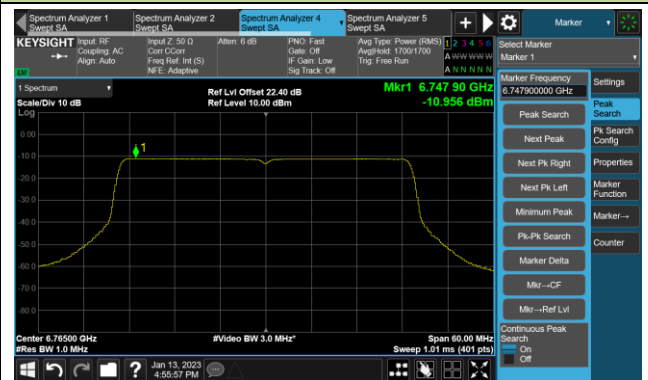 Spectrum Analyzer 1
Swept SA
Spectrum Analyzer 2
Swept SA
Spectrum Analyzer 4
Swept SA
Spectrum Analyzer 5
Swept SA
Marker
KEYSIGHT
Input: RF
Coupling: AC
Align: Auto
Input Z: 50 Ω
Corr CCorr
Freq Ref: Int (S)
NFE: Adaptive
Atten: 6 dB
PNO: Fast
Gate: Off
IF Gain: Low
Sig Track: Off
Avg Type: Power (RMS)
Avg|Hold: 1700/1700
Trig: Free Run
1 2 3 4 5 6
A W W W W W
A N N N N N
Select Marker
Marker 1
1 Spectrum
Scale/Div 10 dB
Log
Ref Lvl Offset 22.40 dB
Ref Level 10.00 dBm
Mkr1 6.747 90 GHz
-10.956 dBm
0.00
-10.0
-20.0
-30.0
-40.0
-50.0
-60.0
-70.0
-80.0
1
Center 6.76500 GHz
#Res BW 1.0 MHz
#Video BW 3.0 MHz*
Span 60.00 MHz
Sweep 1.01 ms (401 pts)
Marker Frequency
6.747900000 GHz
Peak Search
Next Peak
Next Pk Right
Next Pk Left
Minimum Peak
Pk-Pk Search
Marker Delta
Mkr→CF
Mkr→Ref Lvl
Continuous Peak
Search
On
Off
Settings
Peak
Search
Pk Search
Config
Properties
Marker
Function
Marker→
Counter
Jan 13, 2023
4:55:57 PM